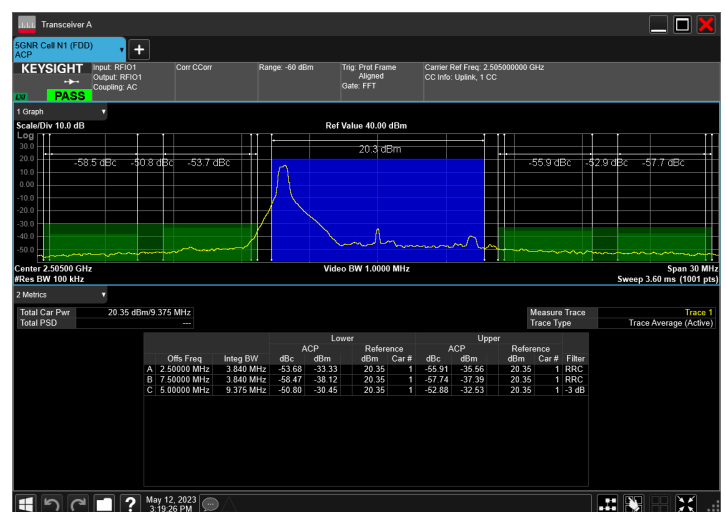 Transceiver A
5GNR Cell N1 (FDD)
ACP
KEYSIGHT
LXI
PASS
Input: RFIO1
Output: RFIO1
Coupling: AC
Corr CCorr
Range: -60 dBm
Trig: Prot Frame
Aligned
Gate: FFT
Carrier Ref Freq: 2.505000000 GHz
CC Info: Uplink, 1 CC
1 Graph
Scale/Div 10.0 dB
Ref Value 40.00 dBm
Log
30.0
20.0
10.0
0.00
-10.0
-20.0
-30.0
-40.0
-50.0
20.3 dBm
-58.5 dBc
-50.8 dBc
-53.7 dBc
-55.9 dBc
-52.9 dBc
-57.7 dBc
Center 2.50500 GHz
Video BW 1.0000 MHz
Span 30 MHz
#Res BW 100 kHz
Sweep 3.60 ms (1001 pts)
2 Metrics
Total Car Pwr 20.35 dBm/9.375 MHz
Total PSD ---
Measure Trace Trace 1
Trace Type Trace Average (Active)
Lower Upper
ACP Reference ACP Reference
Offs Freq Integ BW dBc dBm dBm Car # dBc dBm dBm Car # Filter
A 2.50000 MHz 3.840 MHz -53.68 -33.33 20.35 1 -55.91 -35.56 20.35 1 RRC
B 7.50000 MHz 3.840 MHz -58.47 -38.12 20.35 1 -57.74 -37.39 20.35 1 RRC
C 5.00000 MHz 9.375 MHz -50.80 -30.45 20.35 1 -52.88 -32.53 20.35 1 -3 dB
May 12, 2023
3:19:26 PM